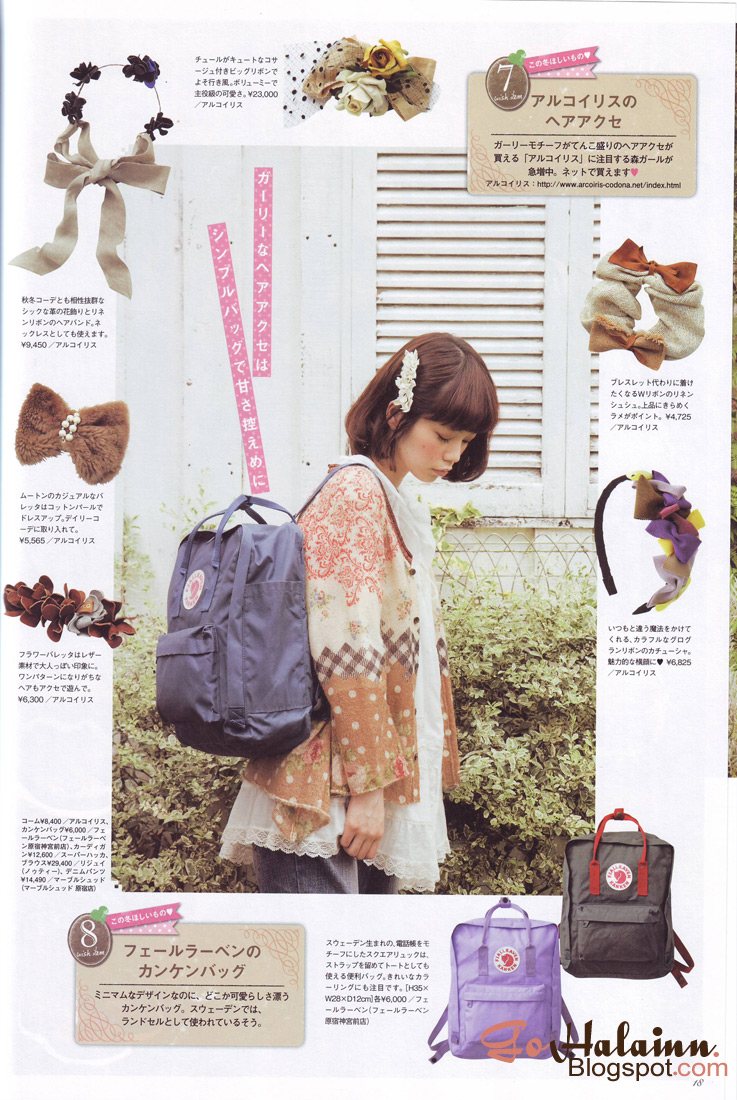 チュールがキュートなコサ
ージュ付きビッグリボンで
よそ行き風。ボリューミーで
主役級の可愛さ。¥23,000
／アルコイリス
この冬ほしいもの♥
7
wish item
アルコイリスの
ヘアアクセ
ガーリーモチーフがてんこ盛りのヘアアクセが
買える「アルコイリス」に注目する森ガールが
急増中。ネットで買えます♥
アルコイリス：http://www.arcoiris-codona.net/index.html
ガーリーなヘアアクセは
シンプルバッグで甘さ控えめに
秋冬コーデとも相性抜群な
シックな革の花飾りとリネ
ンリボンのヘアバンド。ネ
ックレスとしても使えます。
¥9,450／アルコイリス
ブレスレット代わりに着け
たくなるWリボンのリネン
シュシュ。上品にきらめく
ラメがポイント。¥4,725
／アルコイリス
ムートンのカジュアルなバ
レッタはコットンパールで
ドレスアップ。デイリーコ
ーデに取り入れて。
¥5,565／アルコイリス
いつもと違う魔法をかけて
くれる、カラフルなグログ
ランリボンのカチューシャ。
魅力的な横顔に♥ ¥6,825
／アルコイリス
フラワーバレッタはレザー
素材で大人っぽい印象に。
ワンパターンになりがちな
ヘアもアクセで遊んで。
¥6,300／アルコイリス
コーム¥8,400／アルコイリス、
カンケンバッグ¥6,000／フェ
ールラーベン（フェールラーベ
ン原宿神宮前店）、カーディガ
ン¥12,600／スーパーハッカ、
ブラウス¥29,400／リジュイ
（ノゥティー）、デニムパンツ
¥14,490／マーブルシュッド
（マーブルシュッド 原宿店）
この冬ほしいもの♥
8
wish item
フェールラーベンの
カンケンバッグ
ミニマムなデザインなのに、どこか可愛らしさ漂う
カンケンバッグ。スウェーデンでは、
ランドセルとして使われているそう。
スウェーデン生まれの、電話帳をモ
チーフにしたスクエアリュックは、
ストラップを留めてトートとしても
使える便利バッグ。きれいなカラ
ーリングにも注目です。［H35×
W28×D12cm］各¥6,000／フェ
ールラーベン（フェールラーベン
原宿神宮前店）
FJÄLLRÄVEN
KÅNKEN
FJÄLLRÄVEN
KÅNKEN
GoHalainn.
Blogspot.com
18